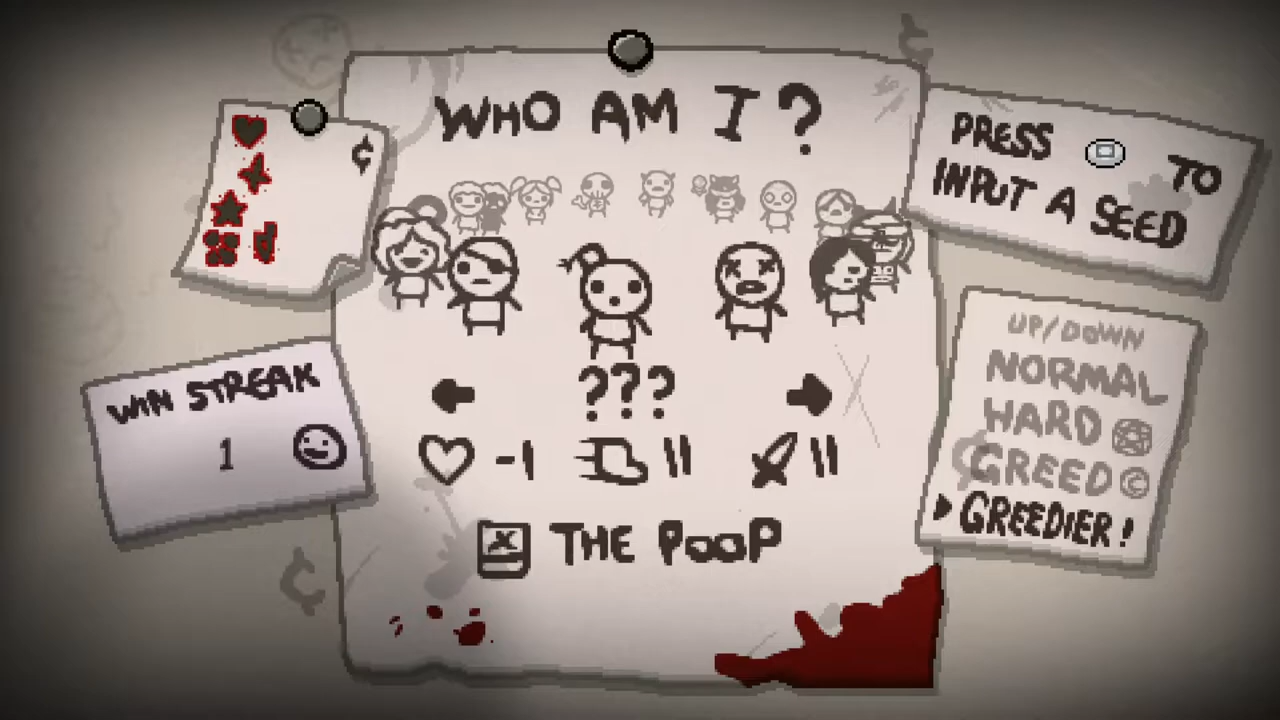 WHO AM I?
PRESS TO
INPUT A SEED
¢
WIN STREAK
1
UP/DOWN
NORMAL
HARD
GREED ©
GREEDIER!
???
-1
THE POOP